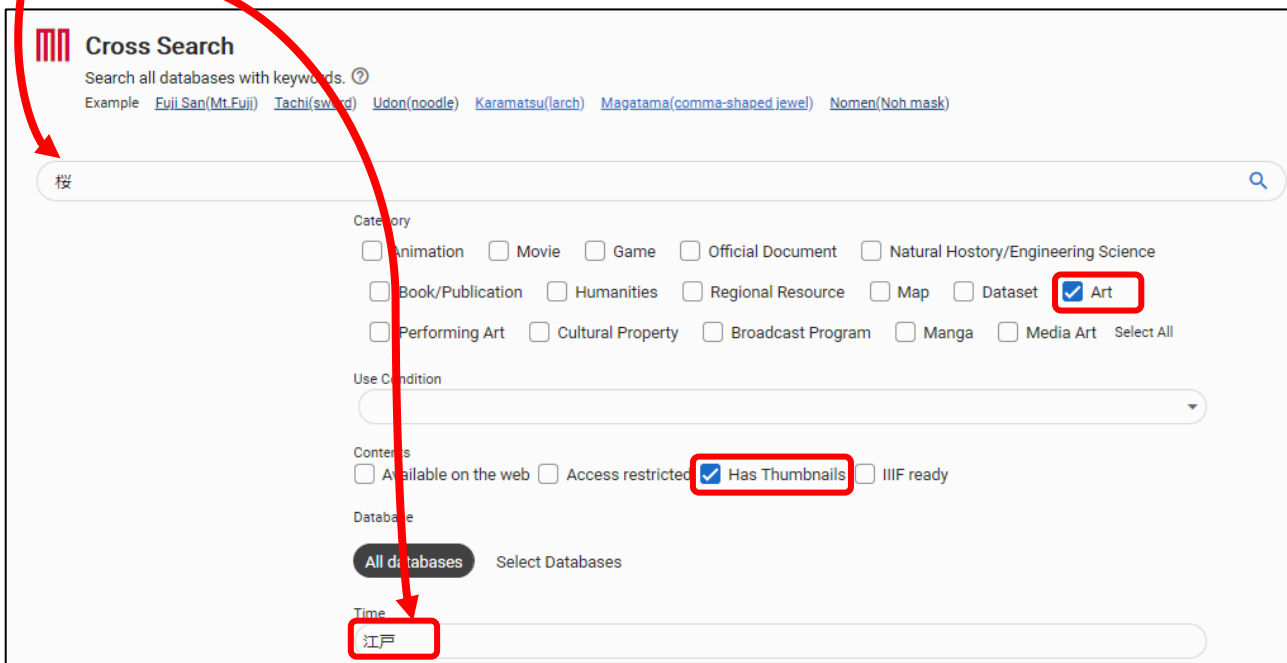 Cross Search
Search all databases with keywords. ?
Example Fuji San(Mt.Fuji) Tachi(sword) Udon(noodle) Karamatsu(larch) Magatama(comma-shaped jewel) Nomen(Noh mask)
桜
Category
Animation Movie Game Official Document Natural Hostory/Engineering Science
Book/Publication Humanities Regional Resource Map Dataset Art
Performing Art Cultural Property Broadcast Program Manga Media Art Select All
Use Condition
Contents
Available on the web Access restricted Has Thumbnails IIIF ready
Database
All databases Select Databases
Time
江戸